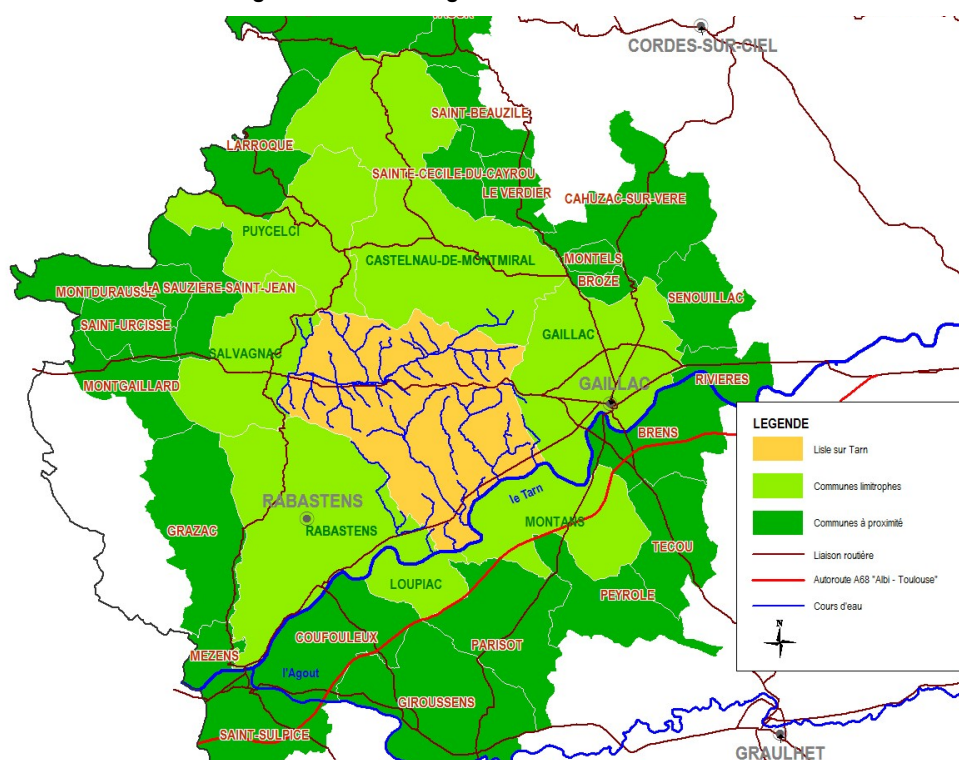 CORDES-SUR-CIEL
SAINT-BEAUZILE
LARROQUE
SAINTE-CECILE-DU-CAYROU
LE VERDIER
CAHUZAC-SUR-VERE
PUYCELCI
CASTELNAU-DE-MONTMIRAL
MONTELS
BROZE
MONTDURAUSSE
LA SAUZIERE-SAINT-JEAN
SENOUILLAC
SAINT-URCISSE
GAILLAC
SALVAGNAC
MONTGAILLARD
GAILLAC
RIVIERES
BRENS
LEGENDE
Lisle sur Tarn
Communes limitrophes
Communes à proximité
Liaison routière
Autoroute A68 "Albi - Toulouse"
Cours d'eau
N
le Tarn
RABASTENS
RABASTENS
MONTANS
GRAZAC
TECOU
LOUPIAC
PEYROLE
COUFOULEUX
PARISOT
MEZENS
l'Agout
GIROUSSENS
SAINT-SULPICE
GRAULHET